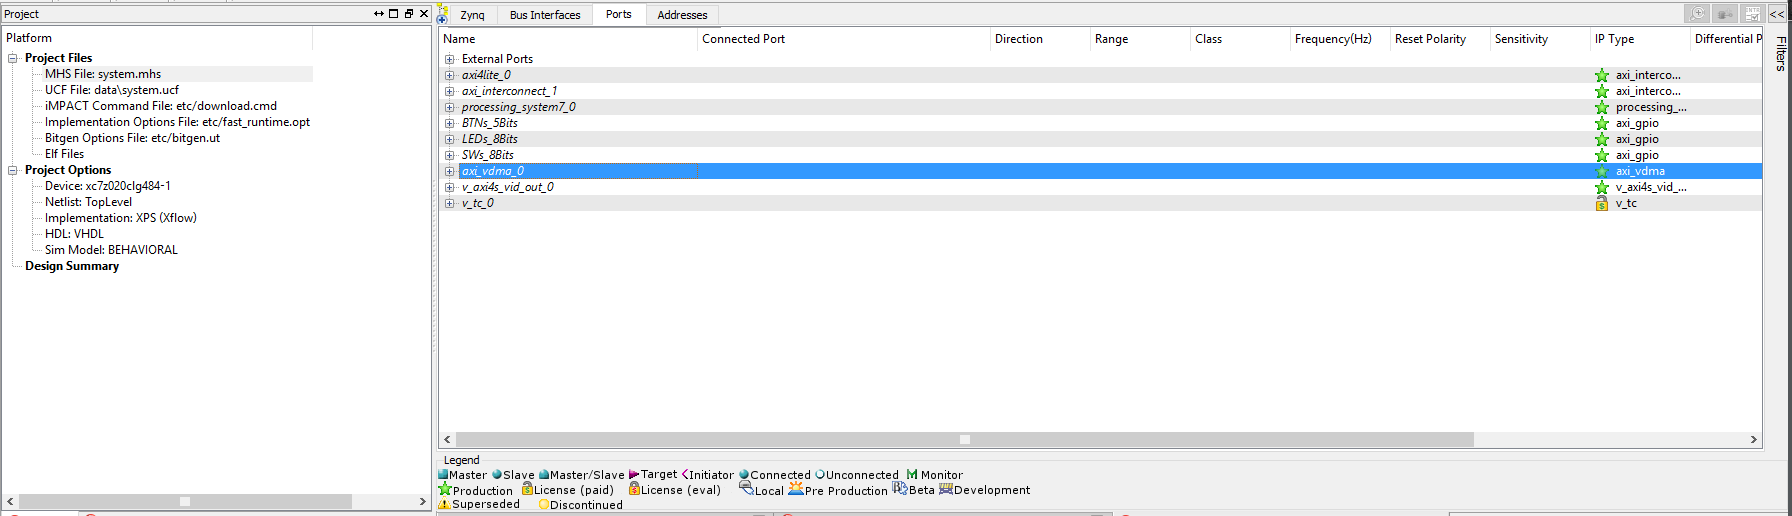 Project
Platform
Project Files
MHS File: system.mhs
UCF File: data\system.ucf
iMPACT Command File: etc/download.cmd
Implementation Options File: etc/fast_runtime.opt
Bitgen Options File: etc/bitgen.ut
Elf Files
Project Options
Device: xc7z020clg484-1
Netlist: TopLevel
Implementation: XPS (Xflow)
HDL: VHDL
Sim Model: BEHAVIORAL
Design Summary
Zynq Bus Interfaces Ports Addresses
Name Connected Port Direction Range Class Frequency(Hz) Reset Polarity Sensitivity IP Type Differential P
External Ports
axi4lite_0 axi_interco...
axi_interconnect_1 axi_interco...
processing_system7_0 processing_...
BTNs_5Bits axi_gpio
LEDs_8Bits axi_gpio
SWs_8Bits axi_gpio
axi_vdma_0 axi_vdma
v_axi4s_vid_out_0 v_axi4s_vid_...
v_tc_0 v_tc
Legend
Master Slave Master/Slave Target Initiator Connected Unconnected M Monitor
Production License (paid) License (eval) Local Pre Production Beta Development
Superseded Discontinued
<<
Filters